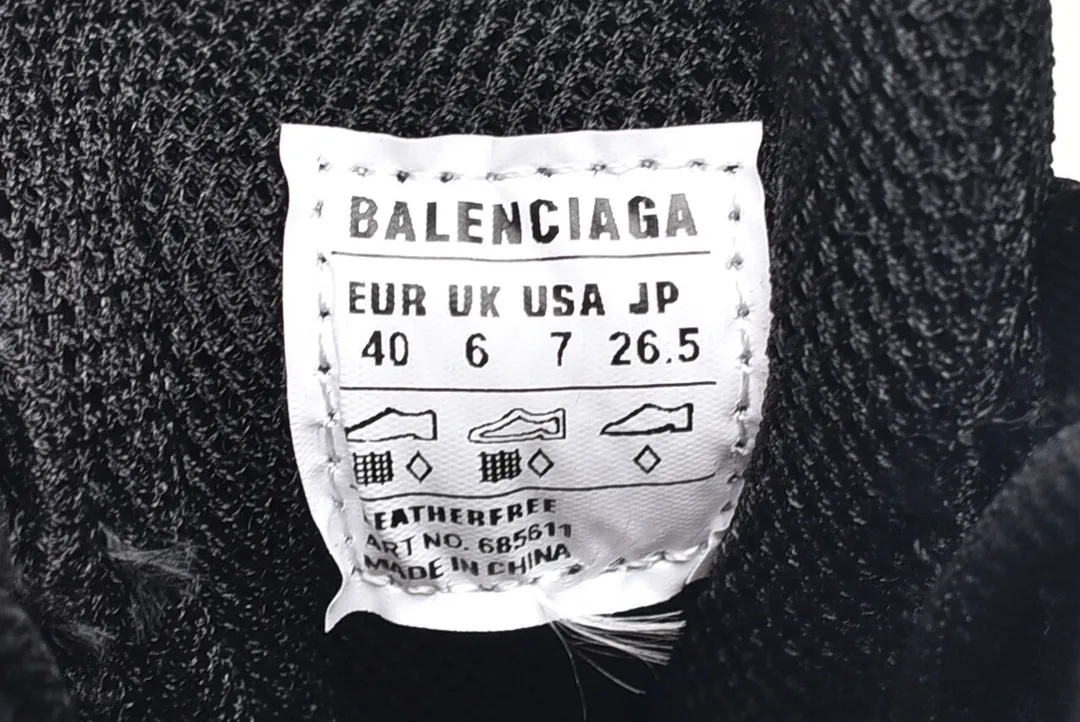 BALENCIAGA
EUR UK USA JP
40 6 7 26.5
LEATHERFREE
ART NO. 685611
MADE IN CHINA